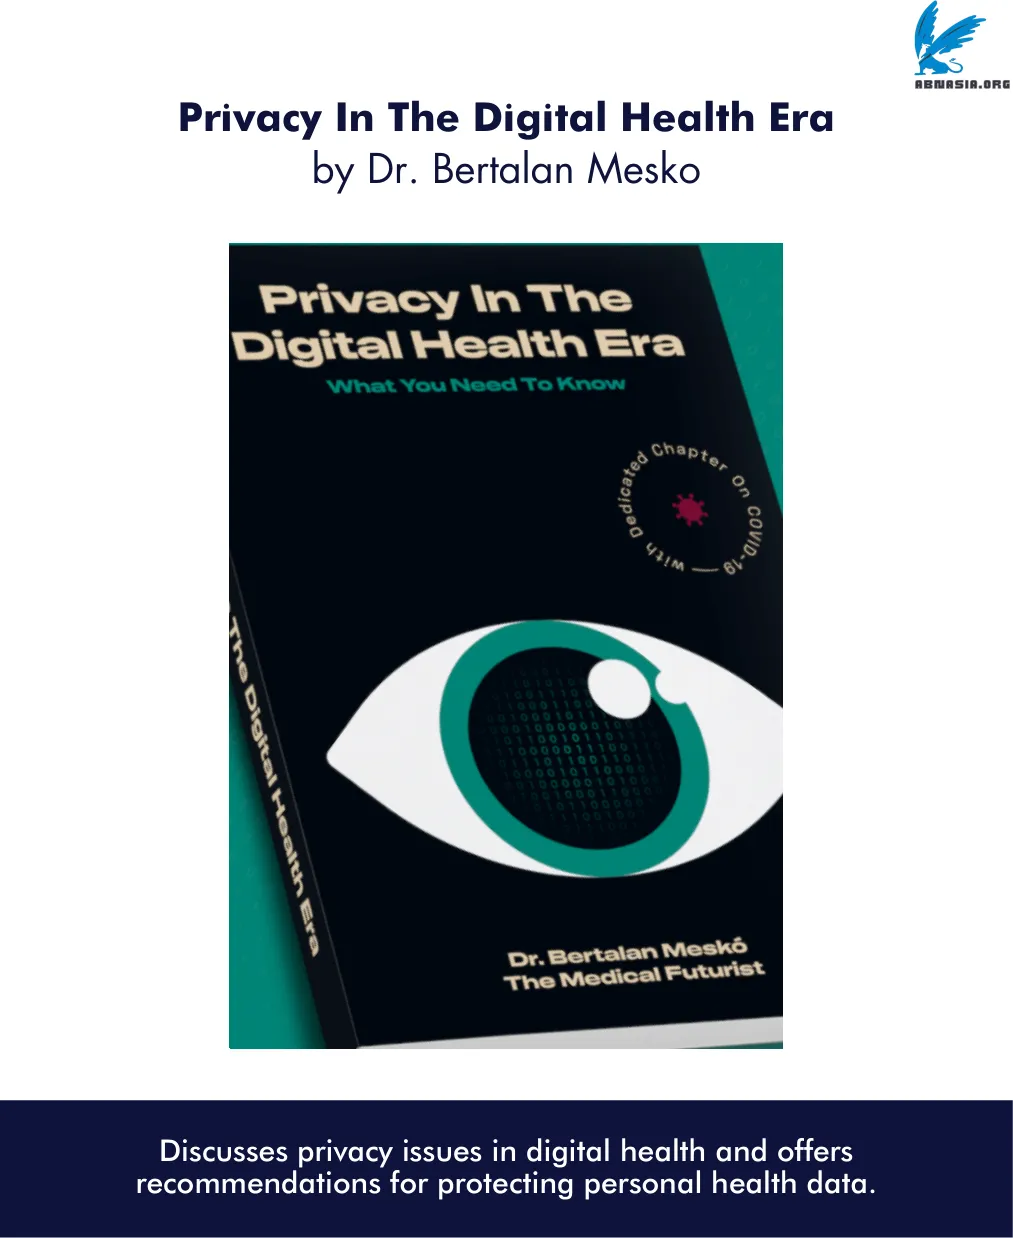 ABNASIA.ORG
Privacy In The Digital Health Era
by Dr. Bertalan Mesko
Privacy In The
Digital Health Era
What You Need To Know
with Dedicated Chapter On COVID-19
The Digital Health Era
Dr. Bertalan Meskó
The Medical Futurist
Discusses privacy issues in digital health and offers
recommendations for protecting personal health data.